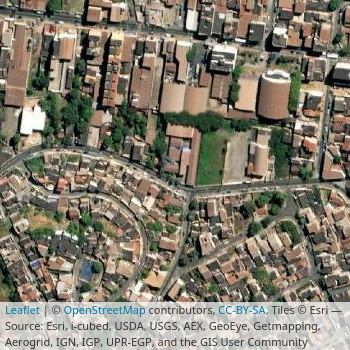 Leaflet | © OpenStreetMap contributors, CC-BY-SA, Tiles © Esri —
Source: Esri, i-cubed, USDA, USGS, AEX, GeoEye, Getmapping,
Aerogrid, IGN, IGP, UPR-EGP, and the GIS User Community